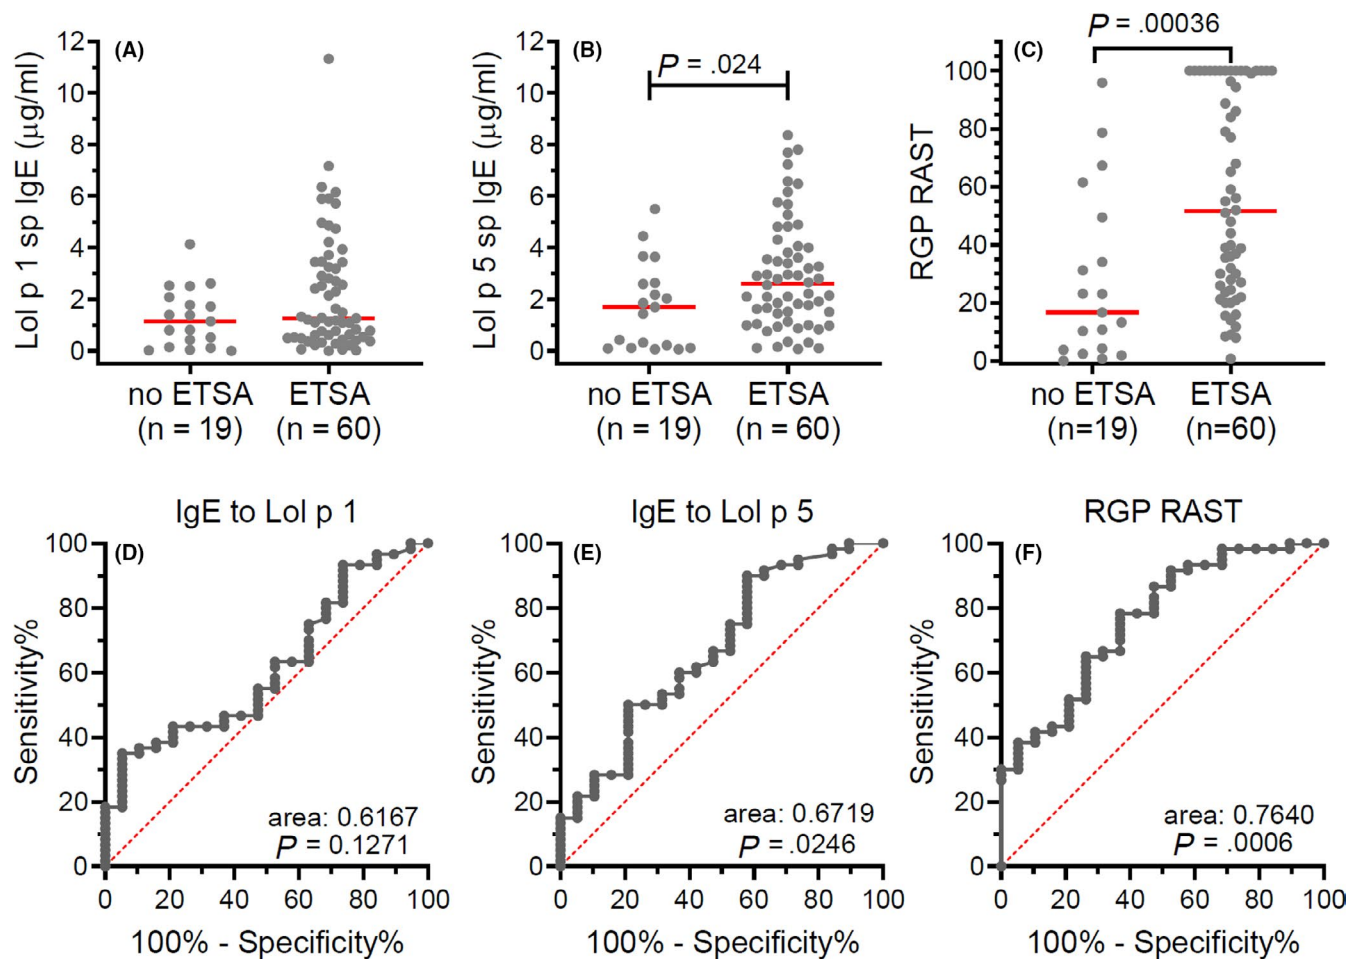 (A)
Lol p 1 sp IgE (μg/ml)
12
10
8
6
4
2
0
no ETSA
(n = 19)
ETSA
(n = 60)
(B)
P = .024
Lol p 5 sp IgE (μg/ml)
12
10
8
6
4
2
0
no ETSA
(n = 19)
ETSA
(n = 60)
(C)
P = .00036
RGP RAST
100
80
60
40
20
0
no ETSA
(n=19)
ETSA
(n=60)
IgE to Lol p 1
(D)
Sensitivity%
100
80
60
40
20
0
area: 0.6167
P = 0.1271
0 20 40 60 80 100
100% - Specificity%
IgE to Lol p 5
(E)
Sensitivity%
100
80
60
40
20
0
area: 0.6719
P = .0246
0 20 40 60 80 100
100% - Specificity%
RGP RAST
(F)
Sensitivity%
100
80
60
40
20
0
area: 0.7640
P = .0006
0 20 40 60 80 100
100% - Specificity%